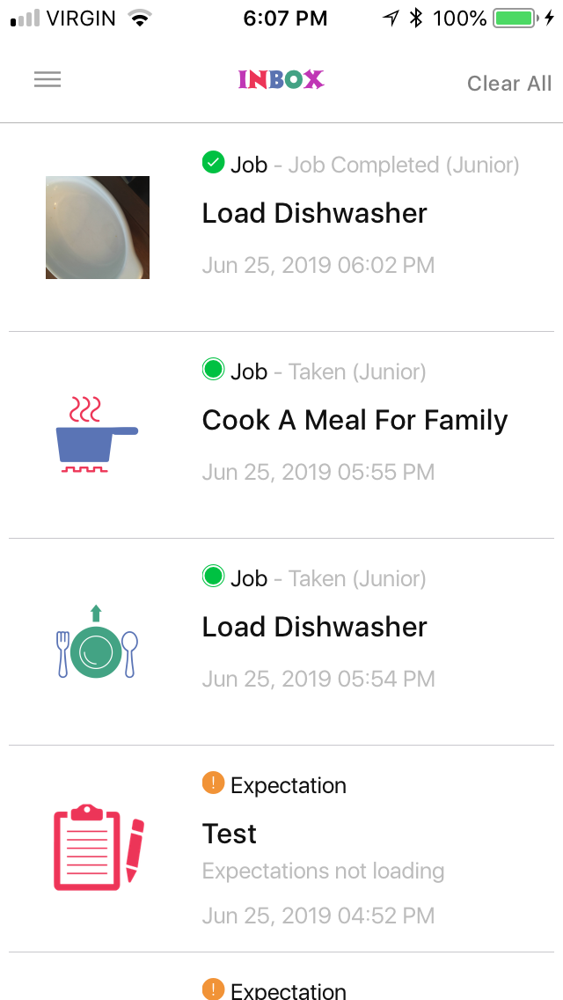 VIRGIN 6:07 PM 100%
INBOX Clear All
Job - Job Completed (Junior)
Load Dishwasher
Jun 25, 2019 06:02 PM
Job - Taken (Junior)
Cook A Meal For Family
Jun 25, 2019 05:55 PM
Job - Taken (Junior)
Load Dishwasher
Jun 25, 2019 05:54 PM
! Expectation
Test
Expectations not loading
Jun 25, 2019 04:52 PM
! Expectation